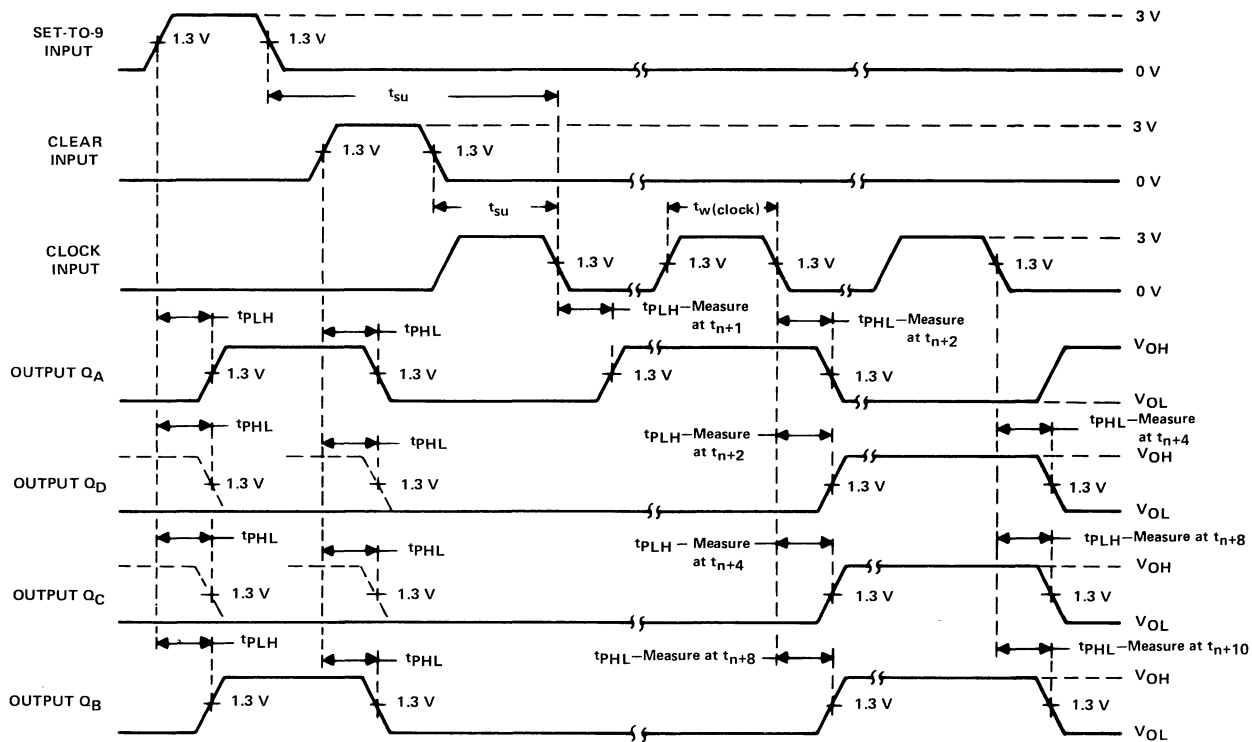 SET-TO-9
INPUT
1.3 V
1.3 V
3 V
0 V
tsu
CLEAR
INPUT
1.3 V
1.3 V
3 V
0 V
tsu
tw(clock)
CLOCK
INPUT
1.3 V
1.3 V
1.3 V
1.3 V
3 V
0 V
tPLH
tPHL
tPLH–Measure
at tn+1
tPHL–Measure
at tn+2
OUTPUT QA
1.3 V
1.3 V
1.3 V
1.3 V
VOH
VOL
tPHL
tPHL
tPLH–Measure
at tn+2
tPHL–Measure
at tn+4
OUTPUT QD
1.3 V
1.3 V
1.3 V
1.3 V
VOH
VOL
tPHL
tPHL
tPLH – Measure
at tn+4
tPLH–Measure at tn+8
OUTPUT QC
1.3 V
1.3 V
1.3 V
1.3 V
VOH
VOL
tPLH
tPHL
tPHL–Measure at tn+8
tPHL–Measure at tn+10
OUTPUT QB
1.3 V
1.3 V
1.3 V
1.3 V
VOH
VOL